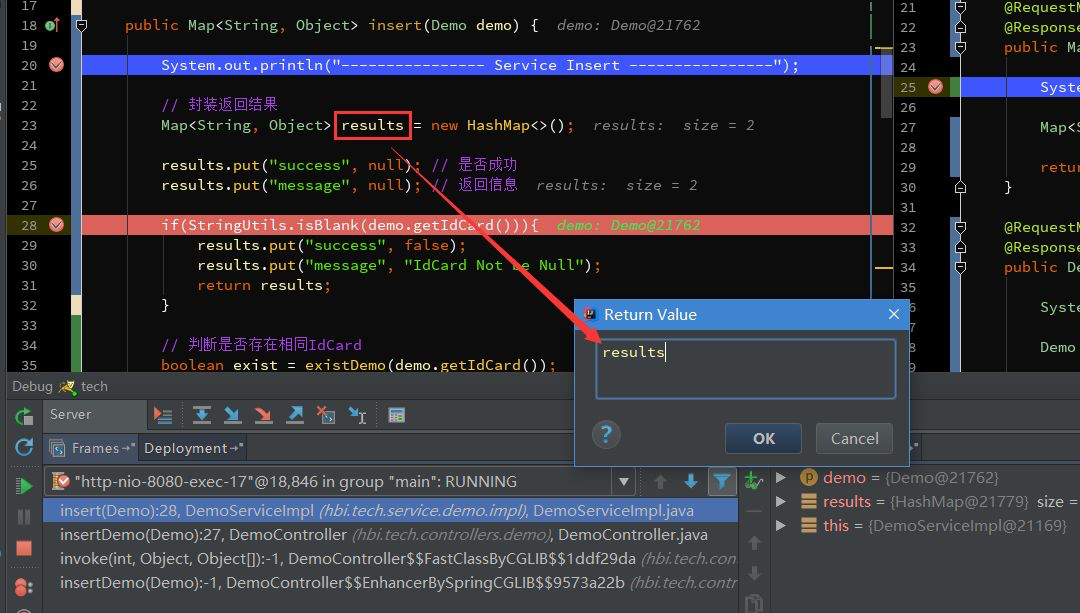 17
18 public Map<String, Object> insert(Demo demo) { demo: Demo@21762
19
20 System.out.println("---------------- Service Insert ----------------");
21
22 // 封装返回结果
23 Map<String, Object> results = new HashMap<>(); results: size = 2
24
25 results.put("success", null); // 是否成功
26 results.put("message", null); // 返回信息 results: size = 2
27
28 if(StringUtils.isBlank(demo.getIdCard())){ demo: Demo@21762
29 results.put("success", false);
30 results.put("message", "IdCard Not be Null");
31 return results;
32 }
33
34 // 判断是否存在相同IdCard
35 boolean exist = existDemo(demo.getIdCard());
21 @RequestM
22 @Respons
23 public Ma
24
25 Syste
26
27 Map<S
28
29 retur
30 }
31
32 @RequestM
33 @Respons
34 public De
Syste
Demo
Return Value
results
?
OK
Cancel
Debug tech
Server
Frames
Deployment
"http-nio-8080-exec-17"@18,846 in group "main": RUNNING
insert(Demo):28, DemoServiceImpl (hbi.tech.service.demo.impl), DemoServiceImpl.java
insertDemo(Demo):27, DemoController (hbi.tech.controllers.demo), DemoController.java
invoke(int, Object, Object[]):-1, DemoController$$FastClassByCGLIB$$1ddf29da (hbi.tech.con
insertDemo(Demo):-1, DemoController$$EnhancerBySpringCGLIB$$9573a22b (hbi.tech.contr
demo = {Demo@21762}
results = {HashMap@21779} size =
this = {DemoServiceImpl@21169}